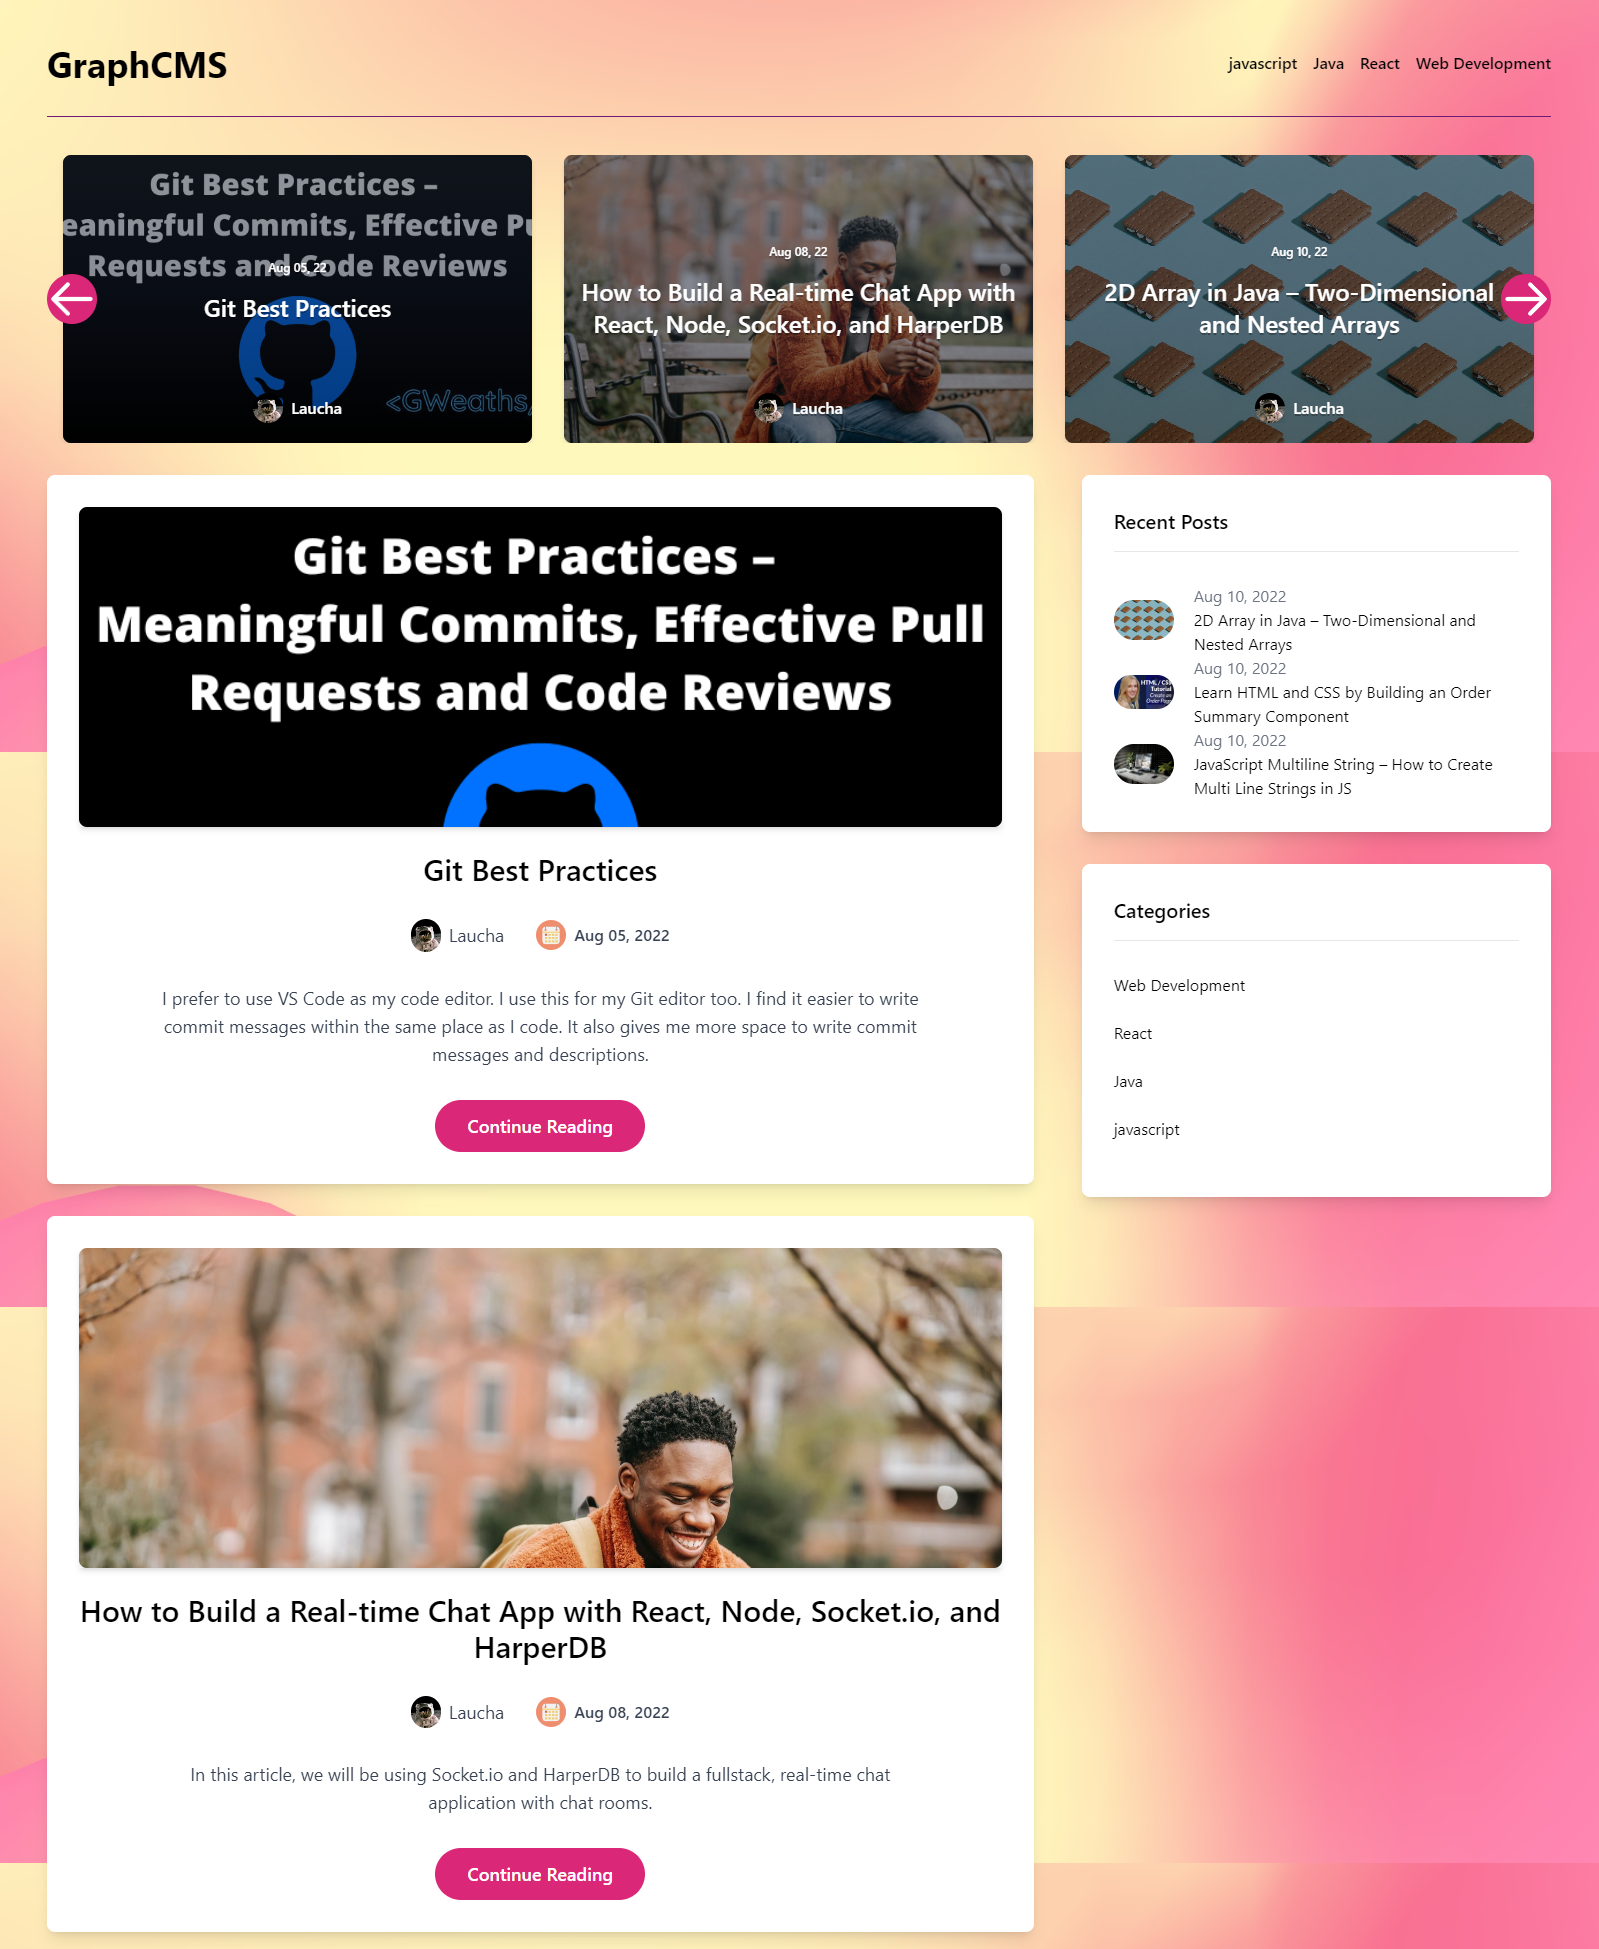 GraphCMS
javascript Java React Web Development
Git Best Practices –
eaningful Commits, Effective Pu
Requests and Code Reviews
Aug 05, 22
Git Best Practices
<GWeaths/
Laucha
Aug 08, 22
How to Build a Real-time Chat App with
React, Node, Socket.io, and HarperDB
Laucha
Aug 10, 22
2D Array in Java – Two-Dimensional
and Nested Arrays
Laucha
Git Best Practices –
Meaningful Commits, Effective Pull
Requests and Code Reviews
Git Best Practices
Laucha Aug 05, 2022
I prefer to use VS Code as my code editor. I use this for my Git editor too. I find it easier to write
commit messages within the same place as I code. It also gives me more space to write commit
messages and descriptions.
Continue Reading
How to Build a Real-time Chat App with React, Node, Socket.io, and
HarperDB
Laucha Aug 08, 2022
In this article, we will be using Socket.io and HarperDB to build a fullstack, real-time chat
application with chat rooms.
Continue Reading
Recent Posts
Aug 10, 2022
2D Array in Java – Two-Dimensional and
Nested Arrays
HTML / CSS
Tutorial
Create an
Order Page
Aug 10, 2022
Learn HTML and CSS by Building an Order
Summary Component
Aug 10, 2022
JavaScript Multiline String – How to Create
Multi Line Strings in JS
Categories
Web Development
React
Java
javascript